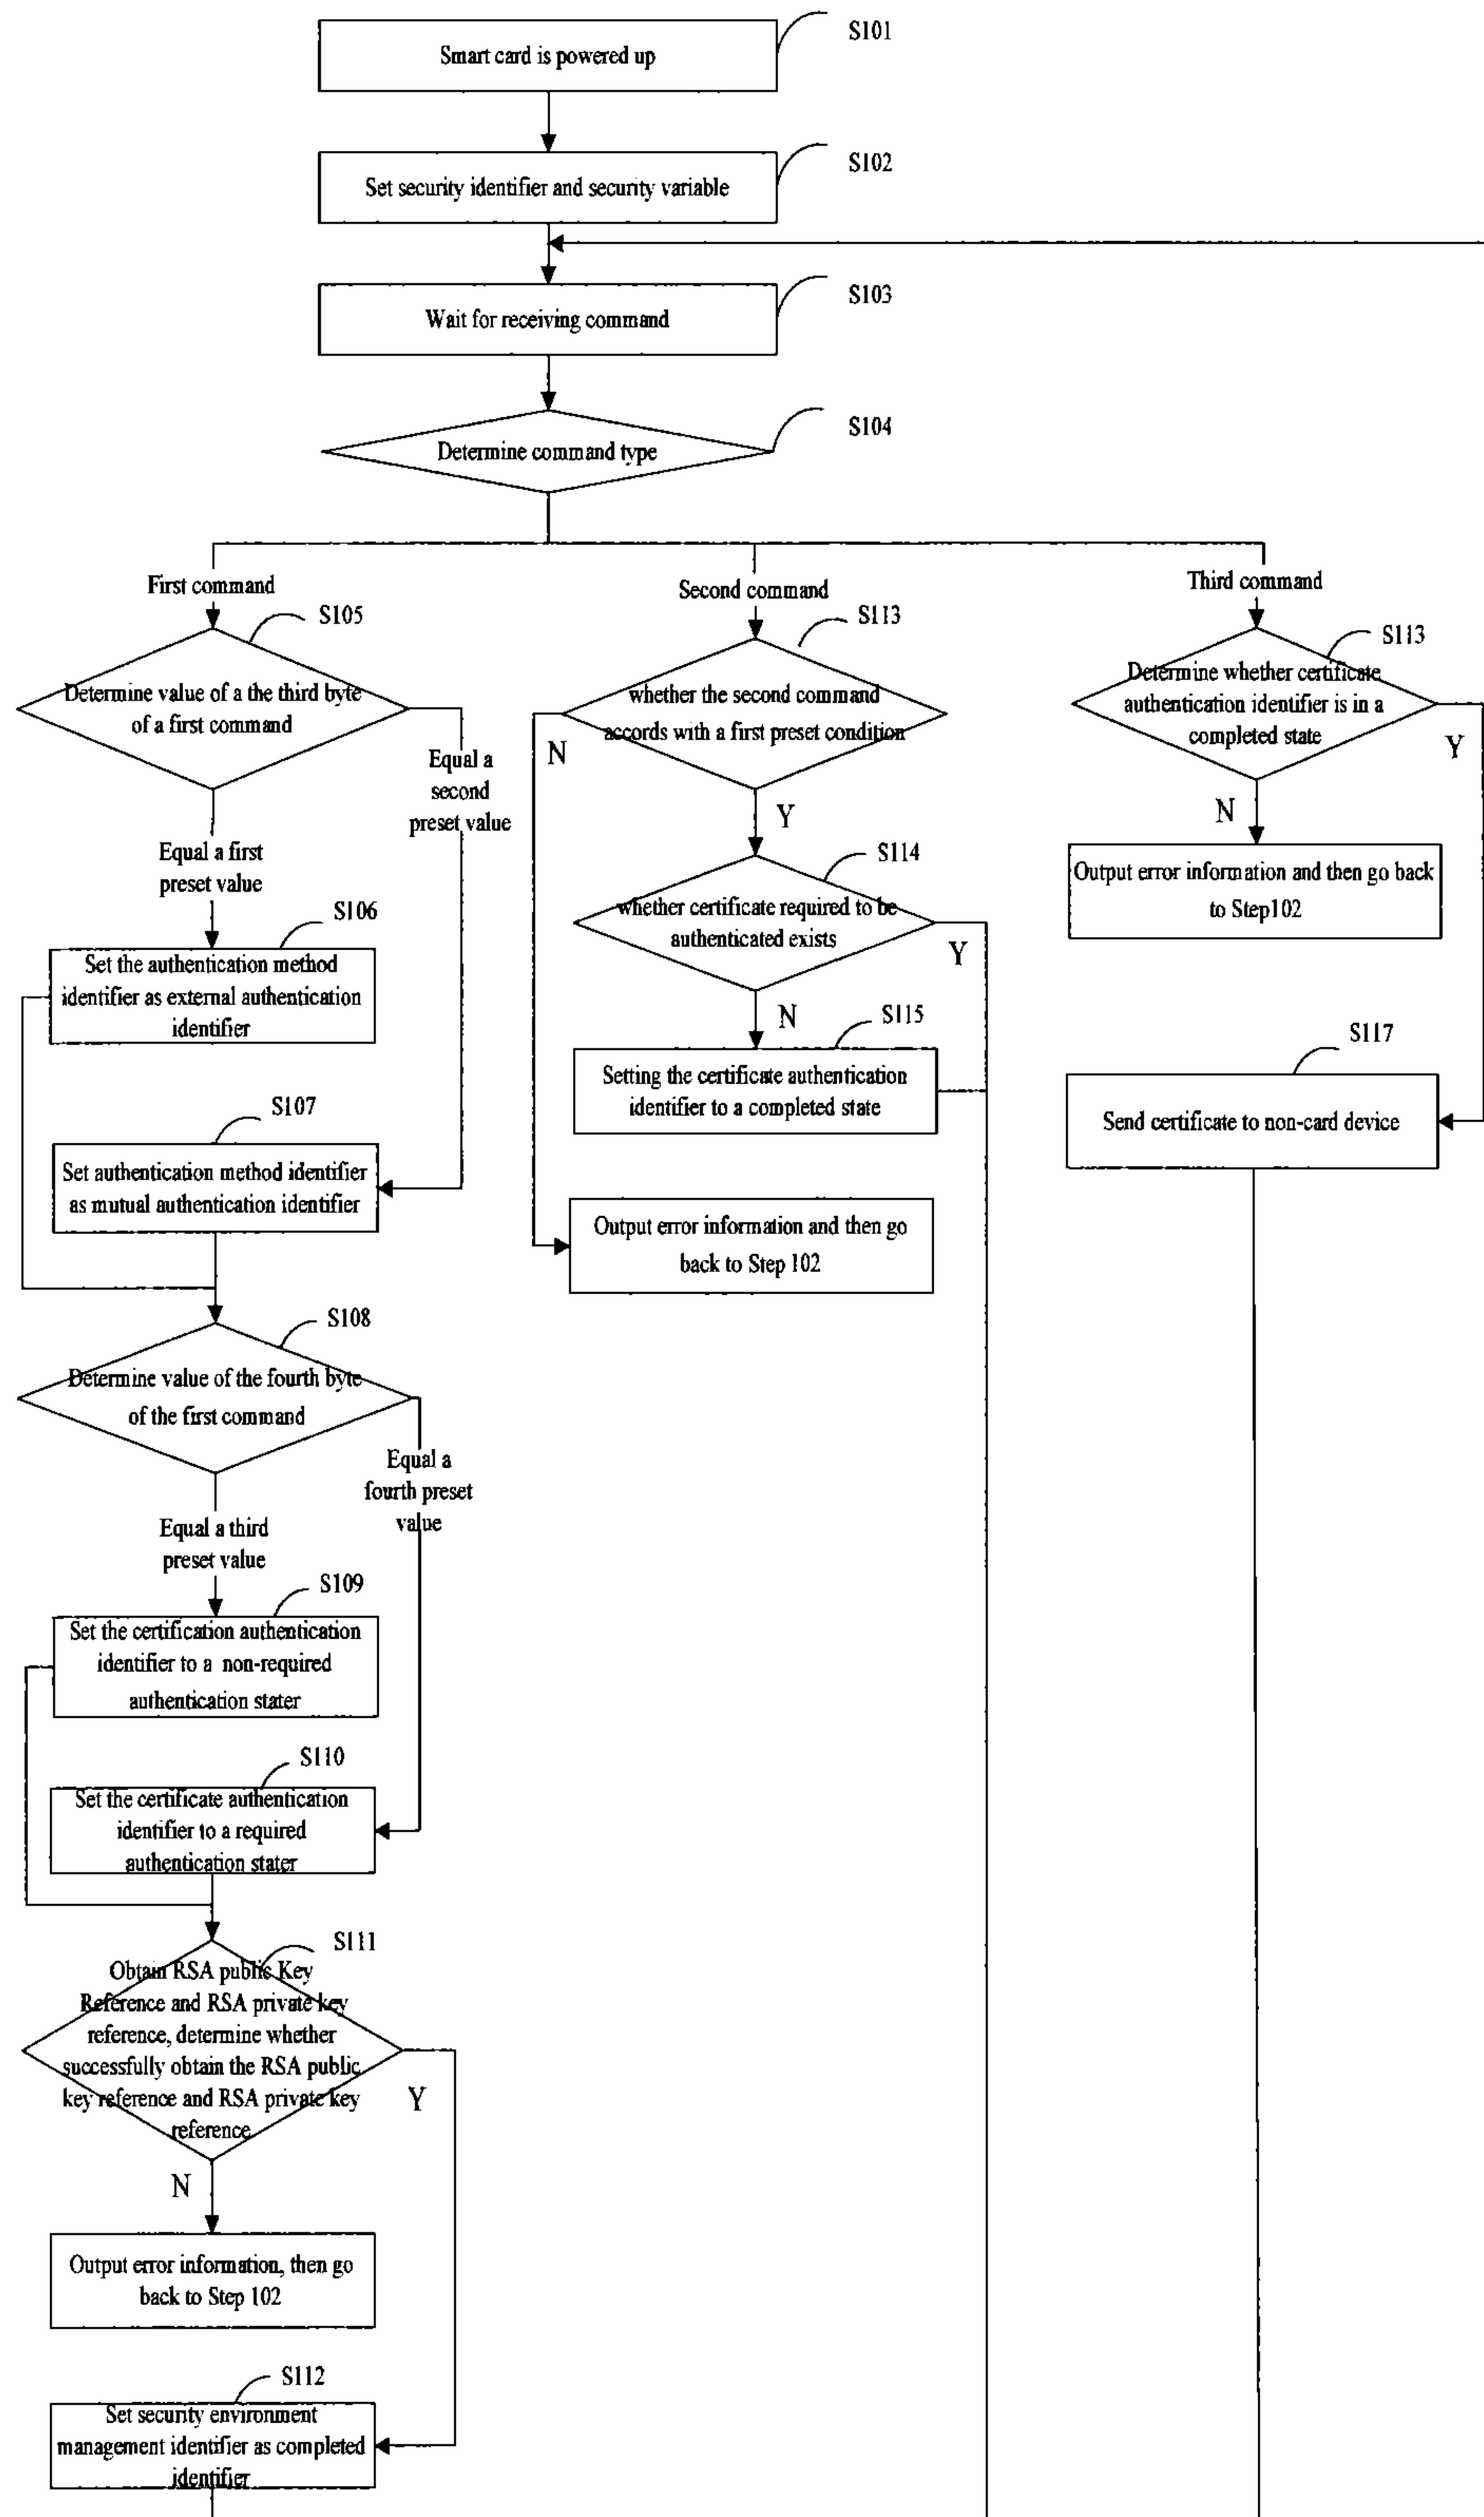 S101
Smart card is powered up
S102
Set security identifier and security variable
S103
Wait for receiving command
S104
Determine command type
First command
Second command
Third command
S105
Determine value of a the third byte
of a first command
Equal a
second
preset value
Equal a first
preset value
S106
Set the authentication method
identifier as external authentication
identifier
S107
Set authentication method identifier
as mutual authentication identifier
S108
Determine value of the fourth byte
of the first command
Equal a
fourth preset
value
Equal a third
preset value
S109
Set the certification authentication
identifier to a non-required
authentication stater
S110
Set the certificate authentication
identifier to a required
authentication stater
S111
Obtain RSA public Key
Reference and RSA private key
reference, determine whether
successfully obtain the RSA public
key reference and RSA private key
reference
Y
N
Output error information, then go
back to Step 102
S112
Set security environment
management identifier as completed
identifier
S113
whether the second command
accords with a first preset condition
N
Y
S114
whether certificate required to be
authenticated exists
Y
N
S115
Setting the certificate authentication
identifier to a completed state
Output error information and then go
back to Step 102
S113
Determine whether certificate
authentication identifier is in a
completed state
Y
N
Output error information and then go back
to Step102
S117
Send certificate to non-card device